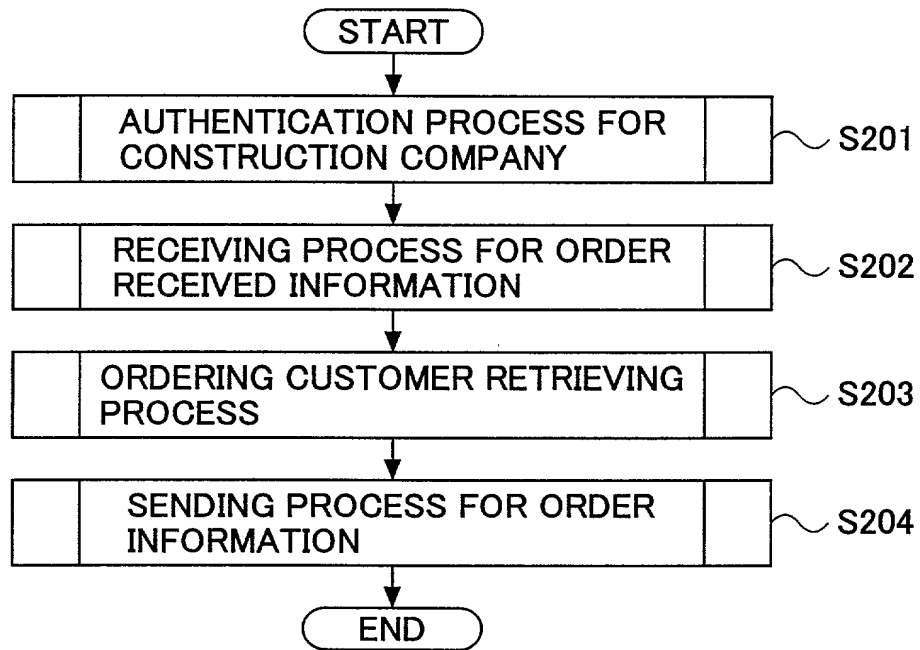 START
AUTHENTICATION PROCESS FOR
CONSTRUCTION COMPANY
S201
RECEIVING PROCESS FOR ORDER
RECEIVED INFORMATION
S202
ORDERING CUSTOMER RETRIEVING
PROCESS
S203
SENDING PROCESS FOR ORDER
INFORMATION
S204
END